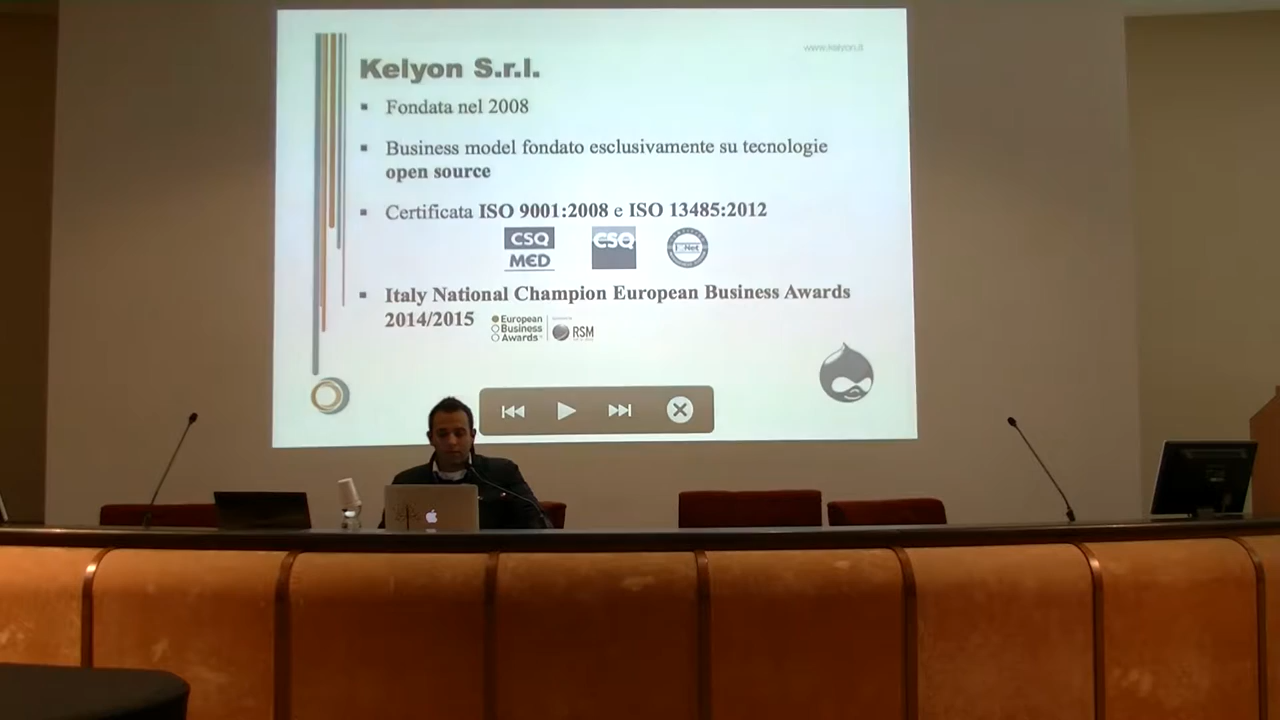 www.kelyon.it
Kelyon S.r.l.
Fondata nel 2008
Business model fondato esclusivamente su tecnologie
open source
Certificata ISO 9001:2008 e ISO 13485:2012
CSQ
MED
CSQ
Italy National Champion European Business Awards
2014/2015
European
Business
Awards
RSM